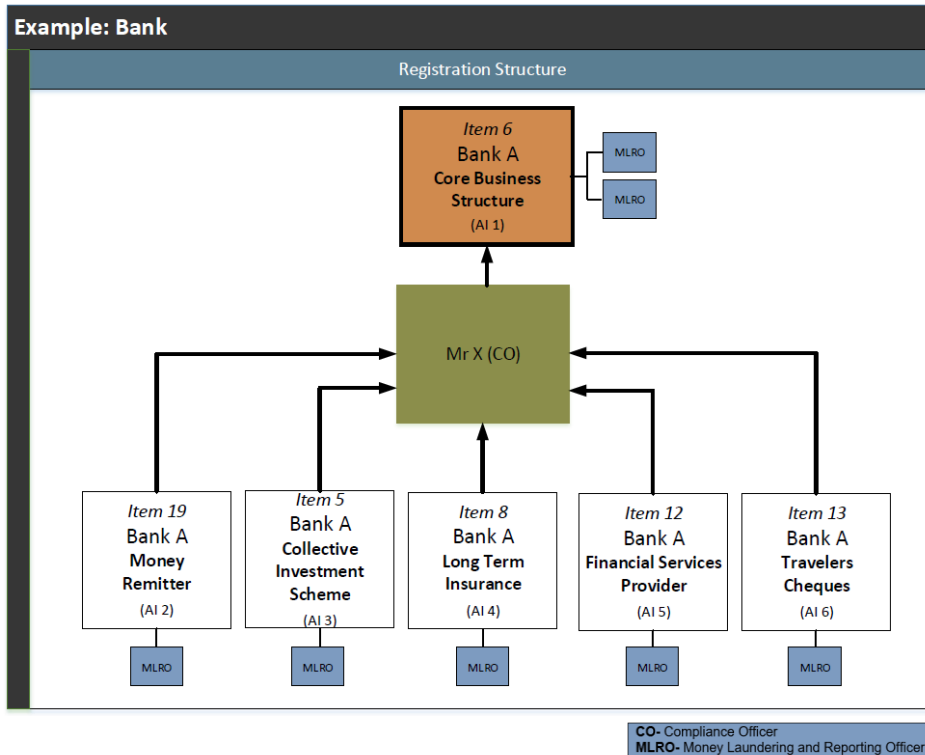 Example: Bank
Registration Structure
Item 6
Bank A
Core Business
Structure
(AI 1)
MLRO
MLRO
Mr X (CO)
Item 19
Bank A
Money
Remitter
(AI 2)
MLRO
Item 5
Bank A
Collective
Investment
Scheme
(AI 3)
MLRO
Item 8
Bank A
Long Term
Insurance
(AI 4)
MLRO
Item 12
Bank A
Financial Services
Provider
(AI 5)
MLRO
Item 13
Bank A
Travelers
Cheques
(AI 6)
MLRO
CO- Compliance Officer
MLRO- Money Laundering and Reporting Officer